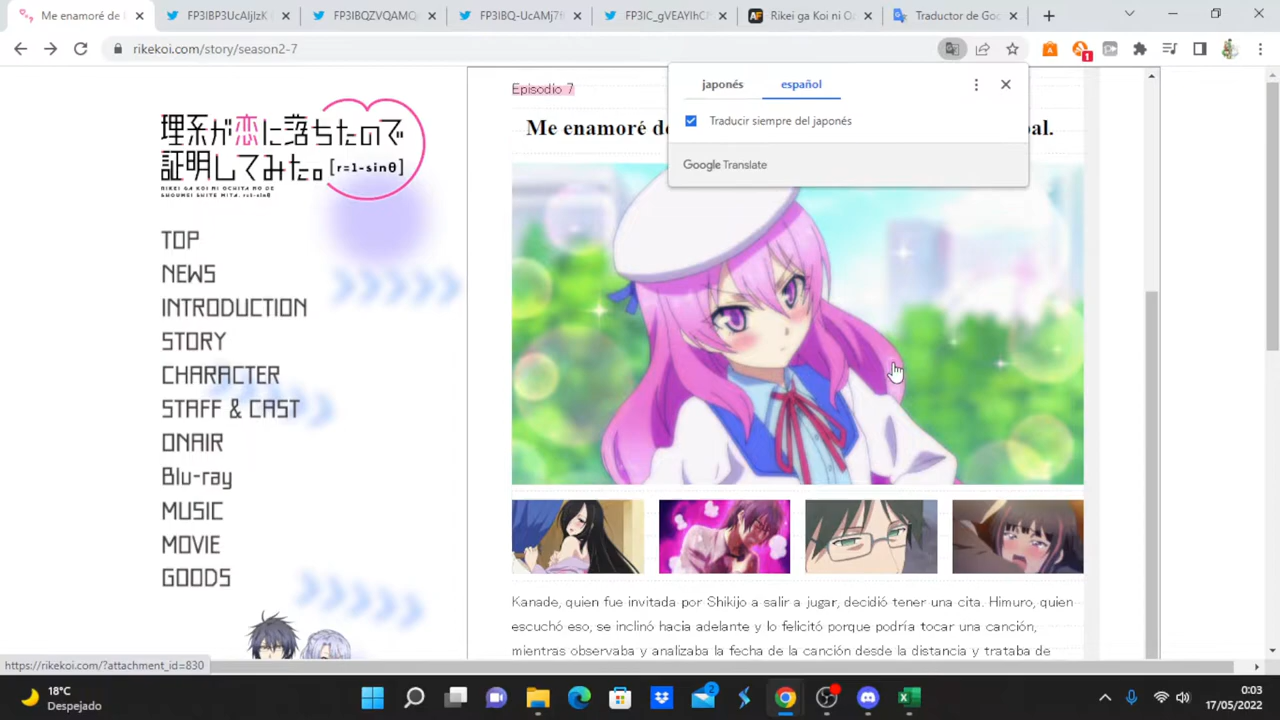 Me enamoré de
FP3IBP3UcAIjlzK
FP3IBQZVQAMQ
FP3IBQ-UcAMj7f
FP3IC_gVEAYIhC
Rikei ga Koi ni O
Traductor de Goo
rikekoi.com/story/season2-7
1
japonés
español
Traducir siempre del japonés
Google Translate
理系が恋に落ちたので
証明してみた。[r=1-sinθ]
RIKEI GA KOI NI OCHITA NO DE
SHOUMEI SHITE MITA. r=1-sinθ
TOP
NEWS
INTRODUCTION
STORY
CHARACTER
STAFF & CAST
ONAIR
Blu-ray
MUSIC
MOVIE
GOODS
Episodio 7
Me enamoré de
al.
Kanade, quien fue invitada por Shikijo a salir a jugar, decidió tener una cita. Himuro, quien
escuchó eso, se inclinó hacia adelante y lo felicitó porque podría tocar una canción,
mientras observaba y analizaba la fecha de la canción desde la distancia y trataba de
https://rikekoi.com/?attachment_id=830
18°C
Despejado
2
0:03
17/05/2022